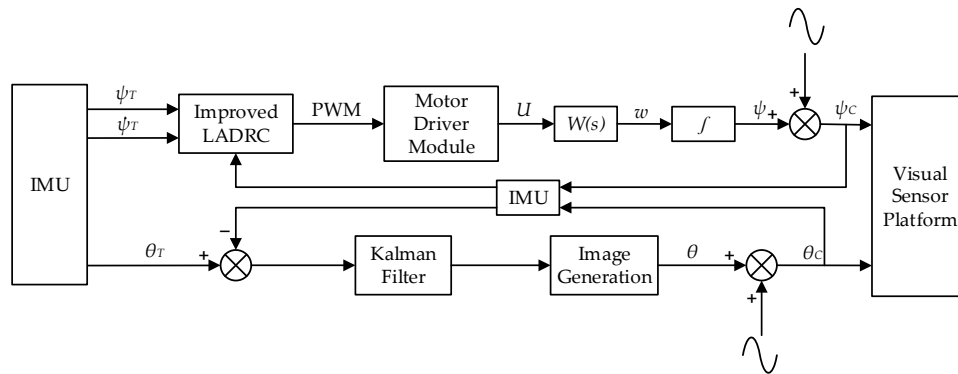 IMU
ψT
ψT
Improved
LADRC
PWM
Motor
Driver
Module
U
W(s)
w
∫
ψ
+
+
ψC
Visual
Sensor
Platform
IMU
−
θT
+
Kalman
Filter
Image
Generation
θ
+
+
θC